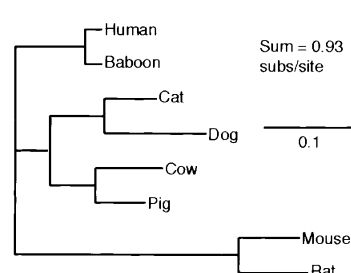 Human
Sum = 0.93
subs/site
Baboon
Cat
Dog
0.1
Cow
Pig
Mouse
Rat